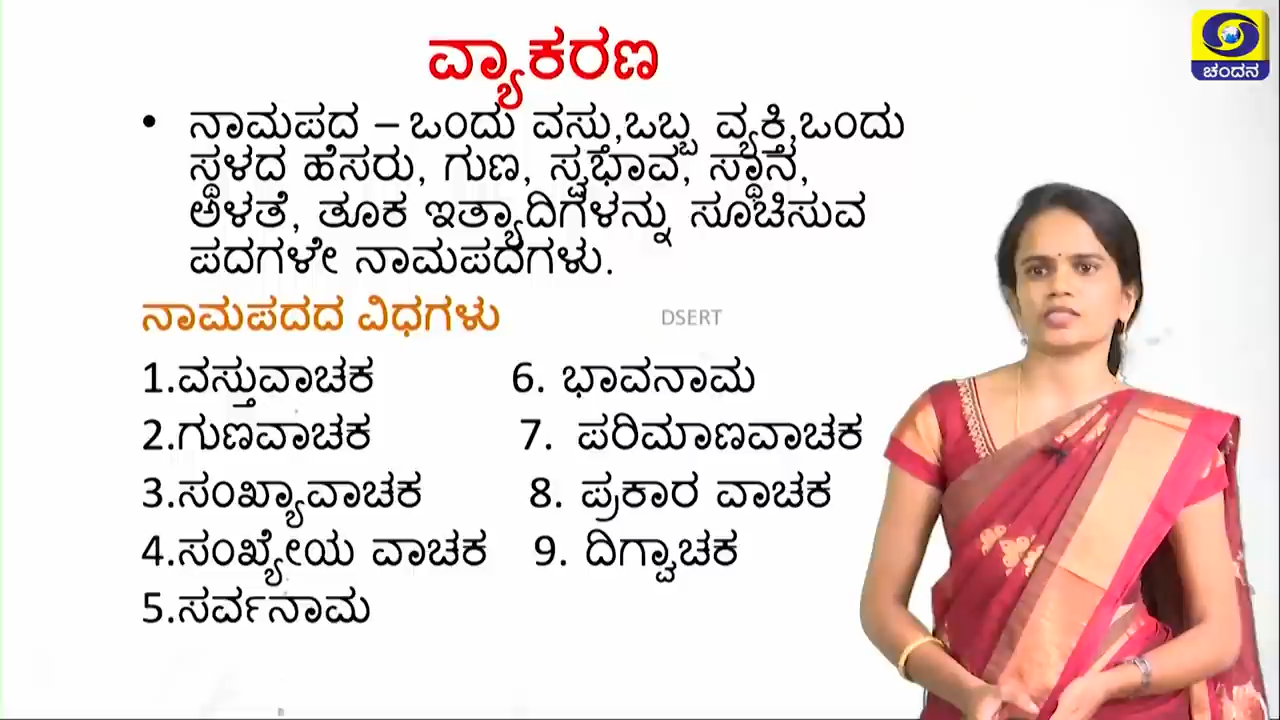 ವ್ಯಾಕರಣ
ಚಂದನ
• ನಾಮಪದ – ಒಂದು ವಸ್ತು,ಒಬ್ಬ ವ್ಯಕ್ತಿ,ಒಂದು
ಸ್ಥಳದ ಹೆಸರು, ಗುಣ, ಸ್ವಭಾವ, ಸ್ಥಾನ,
ಅಳತೆ, ತೂಕ ಇತ್ಯಾದಿಗಳನ್ನು ಸೂಚಿಸುವ
ಪದಗಳೇ ನಾಮಪದಗಳು.
ನಾಮಪದದ ವಿಧಗಳು
DSERT
1.ವಸ್ತುವಾಚಕ 6. ಭಾವನಾಮ
2.ಗುಣವಾಚಕ 7. ಪರಿಮಾಣವಾಚಕ
3.ಸಂಖ್ಯಾವಾಚಕ 8. ಪ್ರಕಾರ ವಾಚಕ
4.ಸಂಖ್ಯೇಯ ವಾಚಕ 9. ದಿಗ್ವಾಚಕ
5.ಸರ್ವನಾಮ